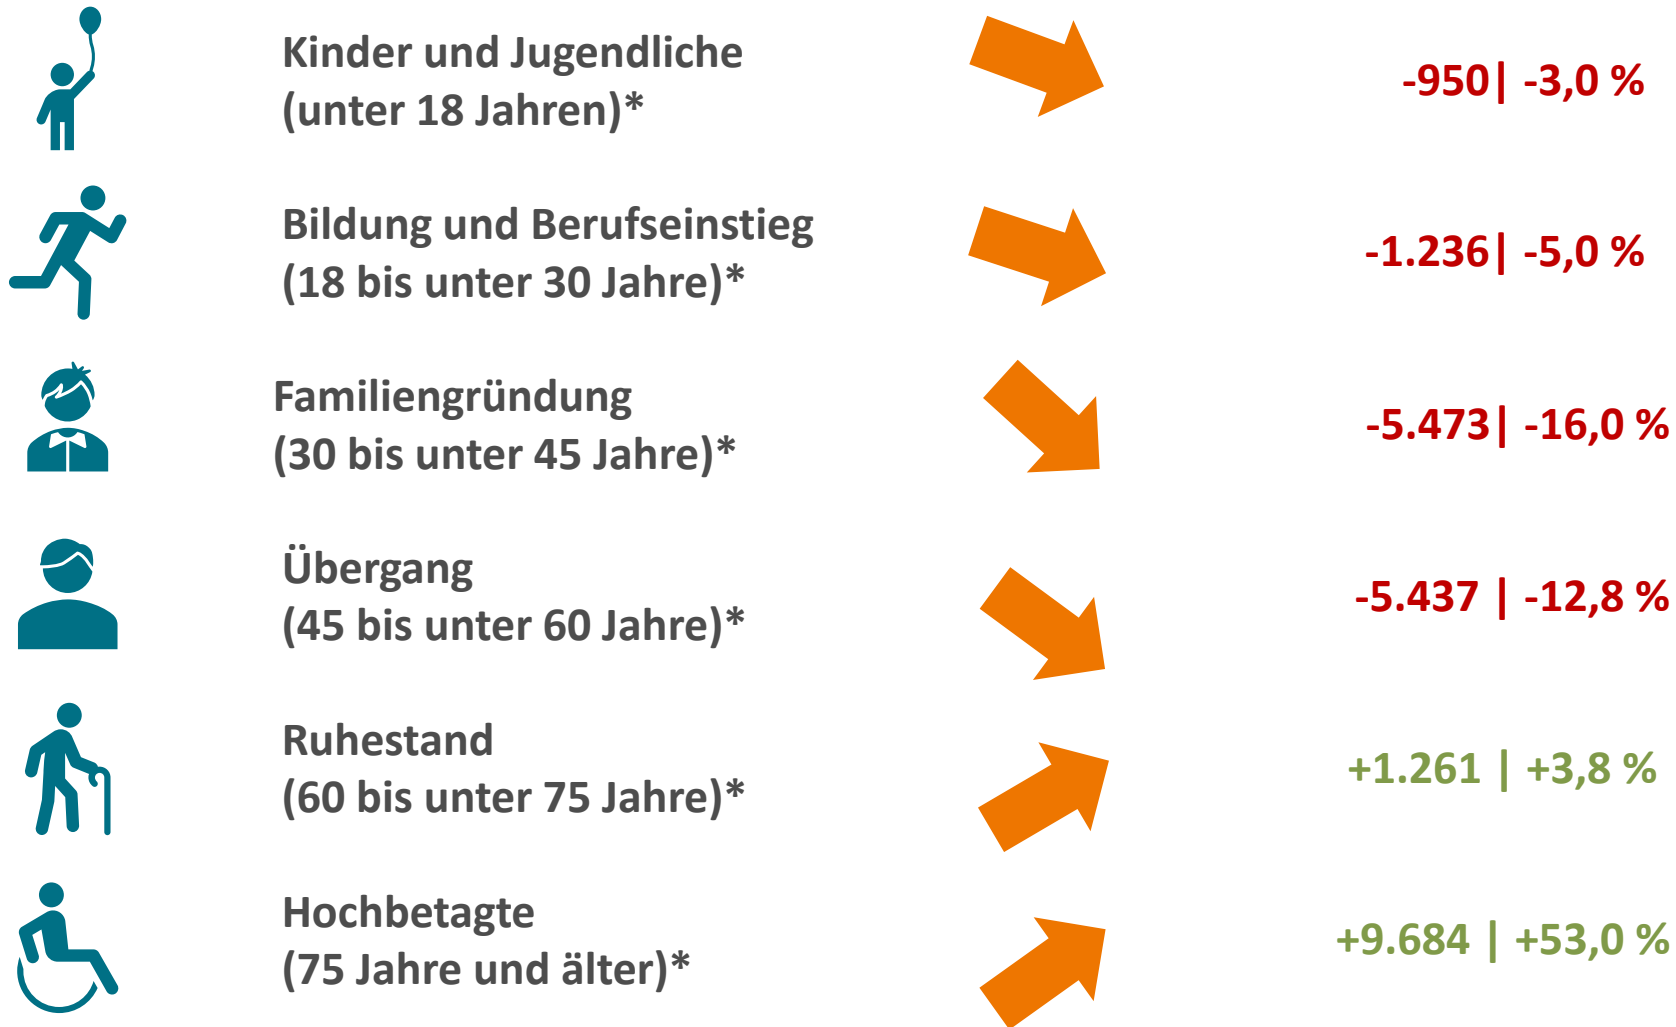 Kinder und Jugendliche
(unter 18 Jahren)*
-950| -3,0 %
Bildung und Berufseinstieg
(18 bis unter 30 Jahre)*
-1.236| -5,0 %
Familiengründung
(30 bis unter 45 Jahre)*
-5.473| -16,0 %
Übergang
(45 bis unter 60 Jahre)*
-5.437 | -12,8 %
Ruhestand
(60 bis unter 75 Jahre)*
+1.261 | +3,8 %
Hochbetagte
(75 Jahre und älter)*
+9.684 | +53,0 %